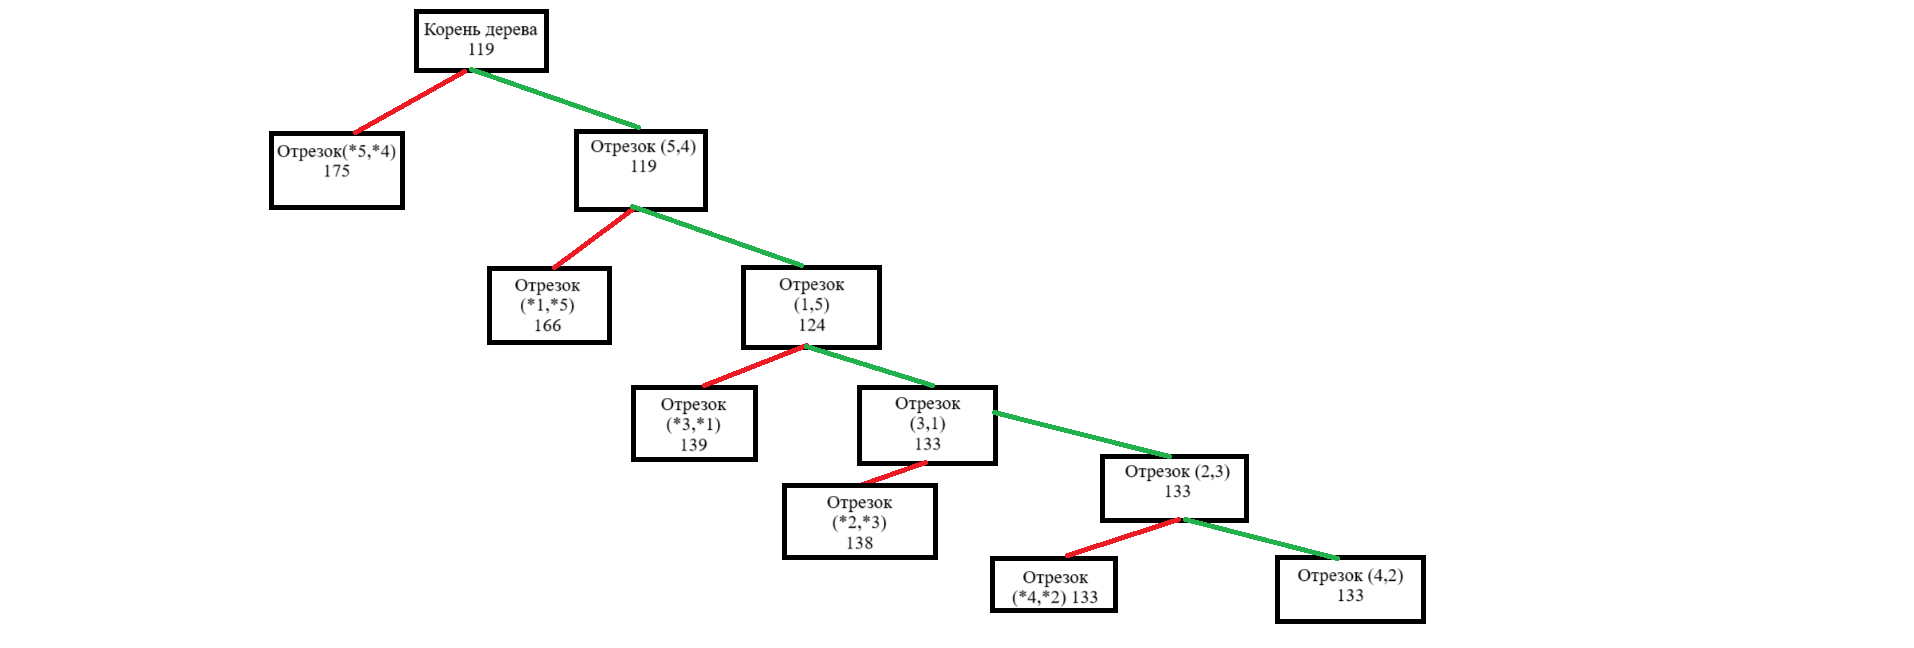 Корень дерева
119
Отрезок(*5,*4)
175
Отрезок (5,4)
119
Отрезок
(*1,*5)
166
Отрезок
(1,5)
124
Отрезок
(*3,*1)
139
Отрезок
(3,1)
133
Отрезок (2,3)
133
Отрезок
(*2,*3)
138
Отрезок
(*4,*2) 133
Отрезок (4,2)
133